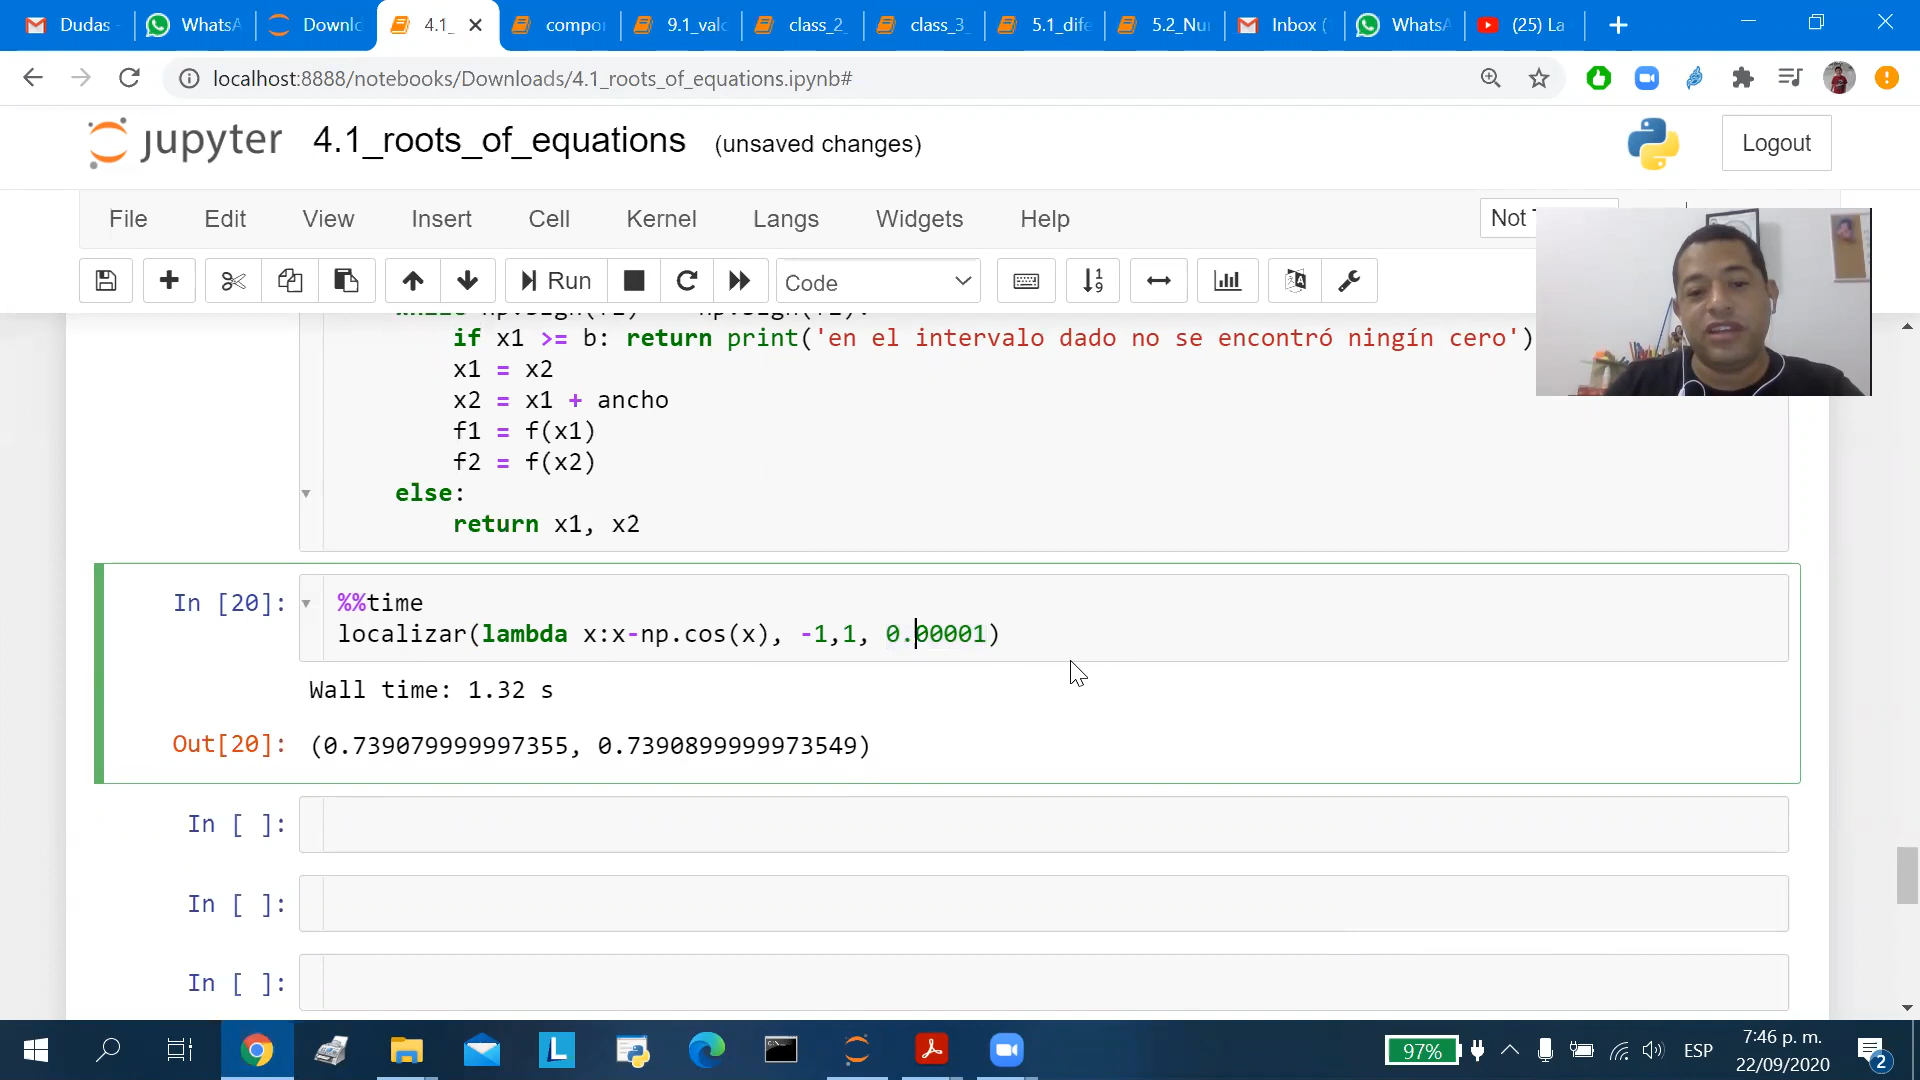 Dudas -
WhatsA
Downlo
4.1_
compo
9.1_valo
class_2_
class_3_
5.1_dife
5.2_Nu
Inbox (
WhatsA
(25) La
localhost:8888/notebooks/Downloads/4.1_roots_of_equations.ipynb#
jupyter 4.1_roots_of_equations (unsaved changes)
Logout
File Edit View Insert Cell Kernel Langs Widgets Help
Not
Run
Code
if x1 >= b: return print('en el intervalo dado no se encontró ningín cero')
x1 = x2
x2 = x1 + ancho
f1 = f(x1)
f2 = f(x2)
else:
return x1, x2
In [20]:
%%time
localizar(lambda x:x-np.cos(x), -1,1, 0.00001)
Wall time: 1.32 s
Out[20]: (0.739079999997355, 0.7390899999973549)
In [ ]:
In [ ]:
In [ ]:
97%
ESP
7:46 p. m.
22/09/2020
2